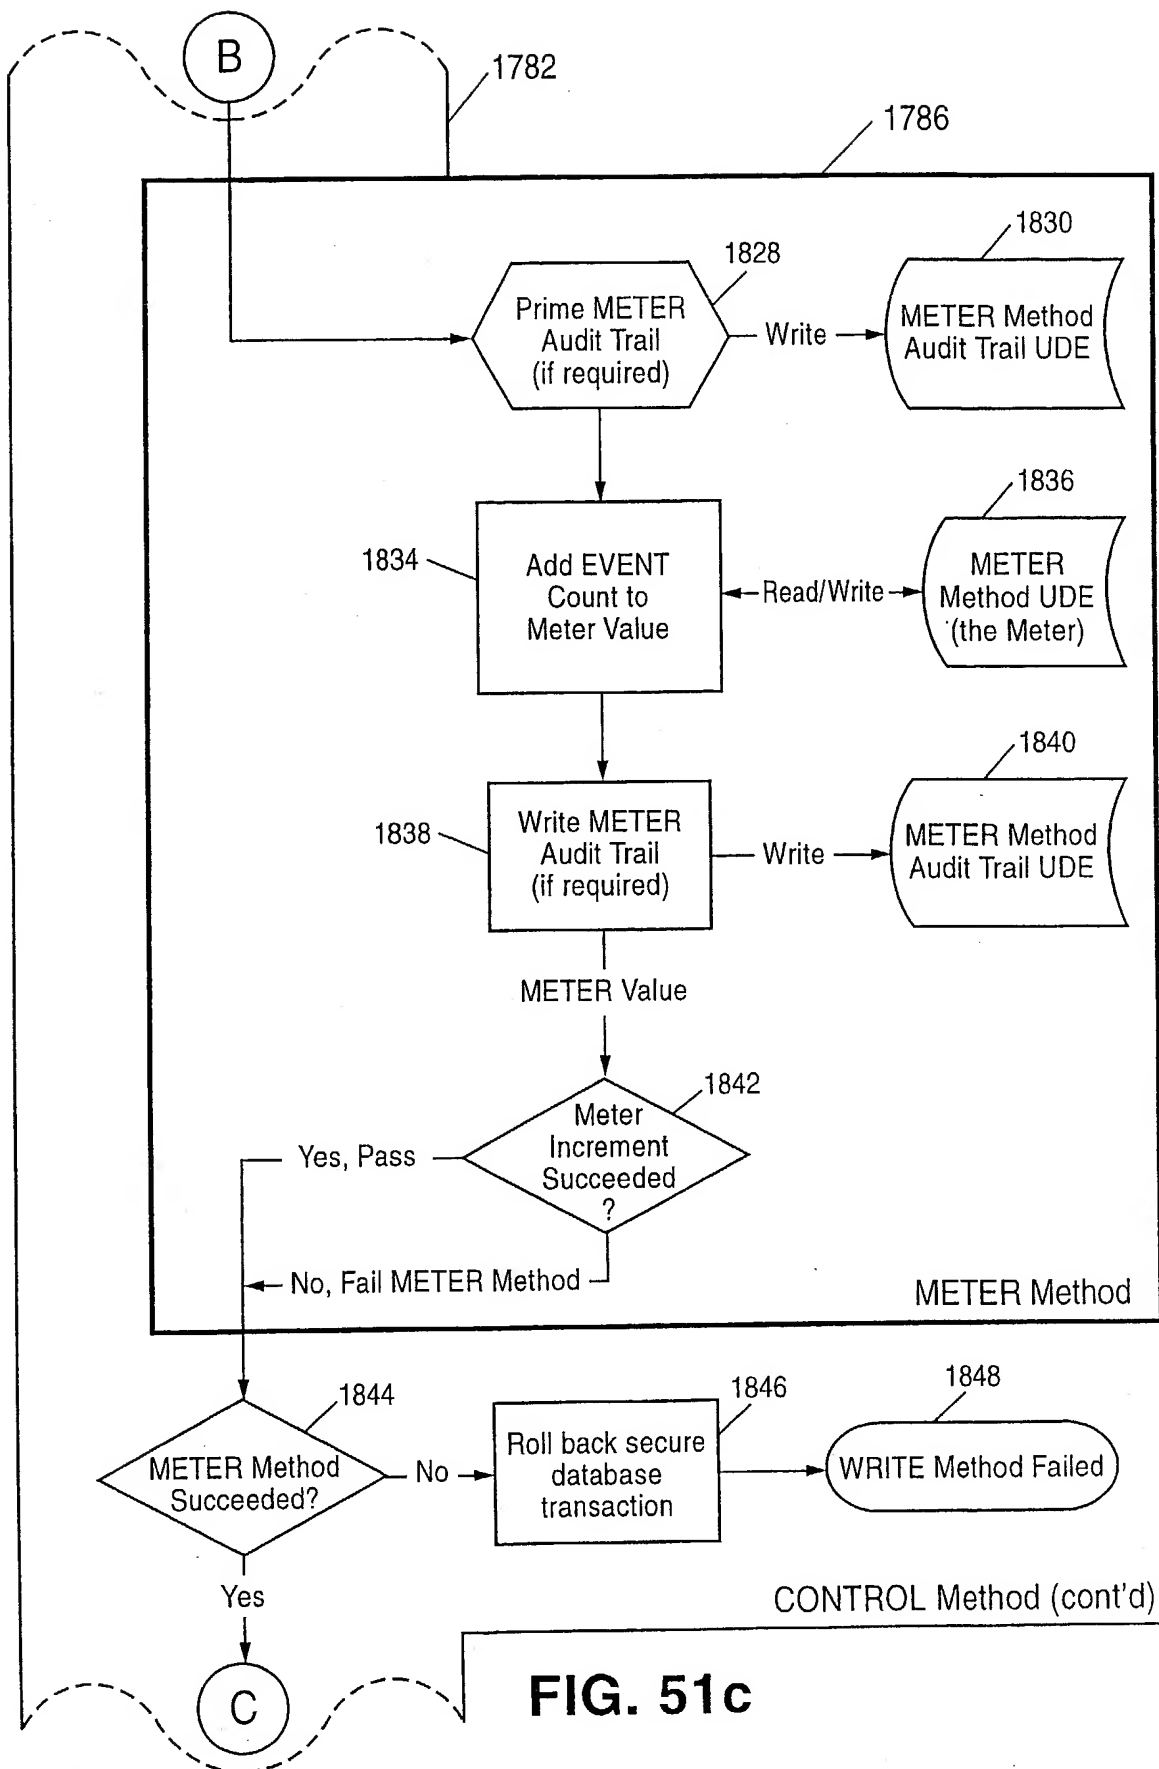 B
1782
1786
1828
1830
Prime METER
Audit Trail
(if required)
Write
METER Method
Audit Trail UDE
1834
1836
Add EVENT
Count to
Meter Value
Read/Write
METER
Method UDE
(the Meter)
1838
1840
Write METER
Audit Trail
(if required)
Write
METER Method
Audit Trail UDE
METER Value
1842
Meter
Increment
Succeeded
?
Yes, Pass
No, Fail METER Method
METER Method
1844
1846
1848
METER Method
Succeeded?
No
Roll back secure
database
transaction
WRITE Method Failed
Yes
CONTROL Method (cont'd)
C
FIG. 51c